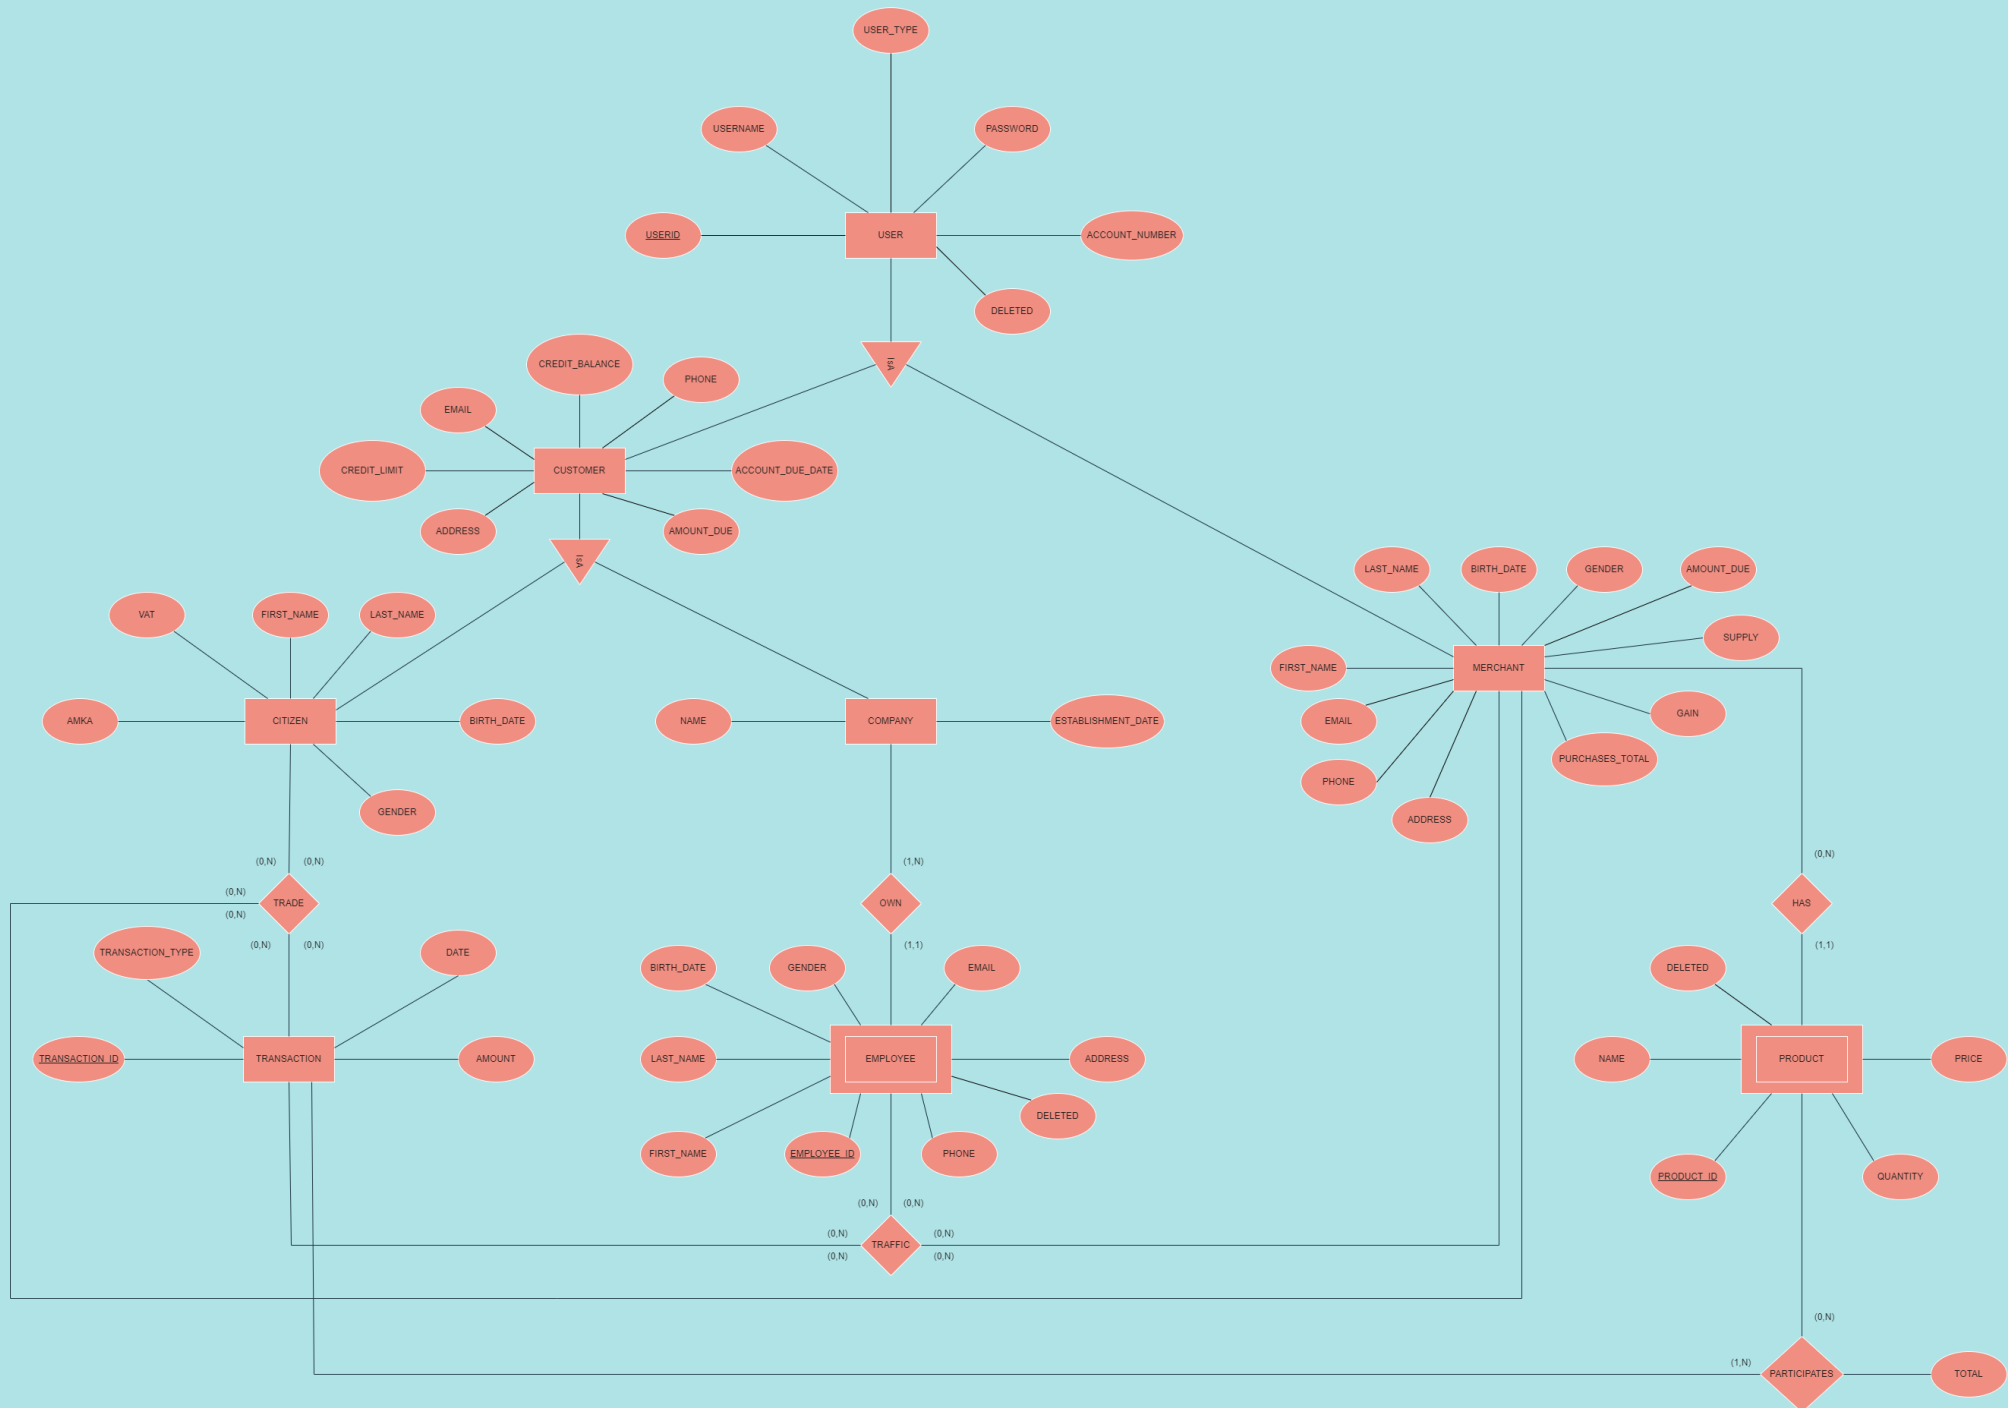 USER_TYPE
USERNAME
PASSWORD
USERID
USER
ACCOUNT_NUMBER
DELETED
IsA
CREDIT_BALANCE
PHONE
EMAIL
CREDIT_LIMIT
CUSTOMER
ACCOUNT_DUE_DATE
ADDRESS
AMOUNT_DUE
IsA
LAST_NAME
BIRTH_DATE
GENDER
AMOUNT_DUE
VAT
FIRST_NAME
LAST_NAME
SUPPLY
FIRST_NAME
MERCHANT
AMKA
CITIZEN
BIRTH_DATE
NAME
COMPANY
ESTABLISHMENT_DATE
EMAIL
GAIN
PURCHASES_TOTAL
PHONE
GENDER
ADDRESS
(0,N)
(0,N)
(1,N)
(0,N)
(0,N)
TRADE
OWN
HAS
(0,N)
(0,N)
(0,N)
(1,1)
(1,1)
TRANSACTION_TYPE
DATE
BIRTH_DATE
GENDER
EMAIL
DELETED
TRANSACTION_ID
TRANSACTION
AMOUNT
LAST_NAME
EMPLOYEE
ADDRESS
NAME
PRODUCT
PRICE
DELETED
FIRST_NAME
EMPLOYEE_ID
PHONE
PRODUCT_ID
QUANTITY
(0,N)
(0,N)
(0,N)
(0,N)
TRAFFIC
(0,N)
(0,N)
(0,N)
(1,N)
PARTICIPATES
TOTAL